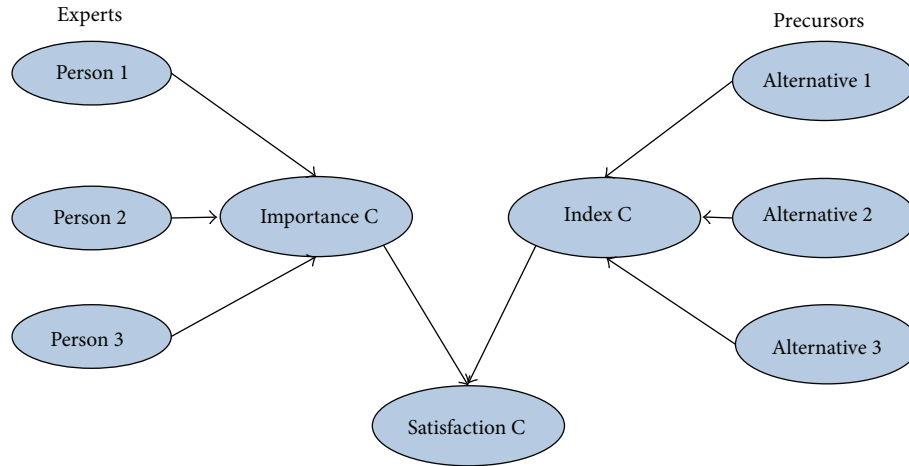 Experts
Precursors
Person 1
Alternative 1
Person 2
Importance C
Index C
Alternative 2
Person 3
Alternative 3
Satisfaction C